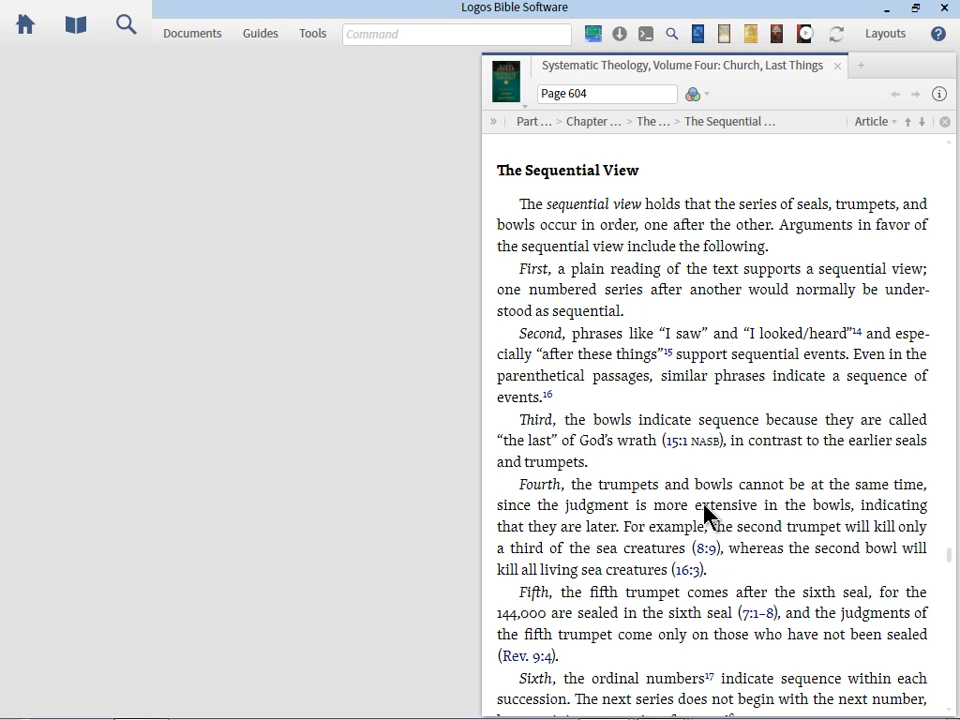 Logos Bible Software
Documents Guides Tools Command Layouts
Systematic Theology, Volume Four: Church, Last Things
Page 604
Part ... > Chapter ... > The ... > The Sequential ... Article
The Sequential View
The sequential view holds that the series of seals, trumpets, and
bowls occur in order, one after the other. Arguments in favor of
the sequential view include the following.
First, a plain reading of the text supports a sequential view;
one numbered series after another would normally be under-
stood as sequential.
Second, phrases like “I saw” and “I looked/heard”14 and espe-
cially “after these things”15 support sequential events. Even in the
parenthetical passages, similar phrases indicate a sequence of
events.16
Third, the bowls indicate sequence because they are called
“the last” of God’s wrath (15:1 NASB), in contrast to the earlier seals
and trumpets.
Fourth, the trumpets and bowls cannot be at the same time,
since the judgment is more extensive in the bowls, indicating
that they are later. For example, the second trumpet will kill only
a third of the sea creatures (8:9), whereas the second bowl will
kill all living sea creatures (16:3).
Fifth, the fifth trumpet comes after the sixth seal, for the
144,000 are sealed in the sixth seal (7:1–8), and the judgments of
the fifth trumpet come only on those who have not been sealed
(Rev. 9:4).
Sixth, the ordinal numbers17 indicate sequence within each
succession. The next series does not begin with the next number,